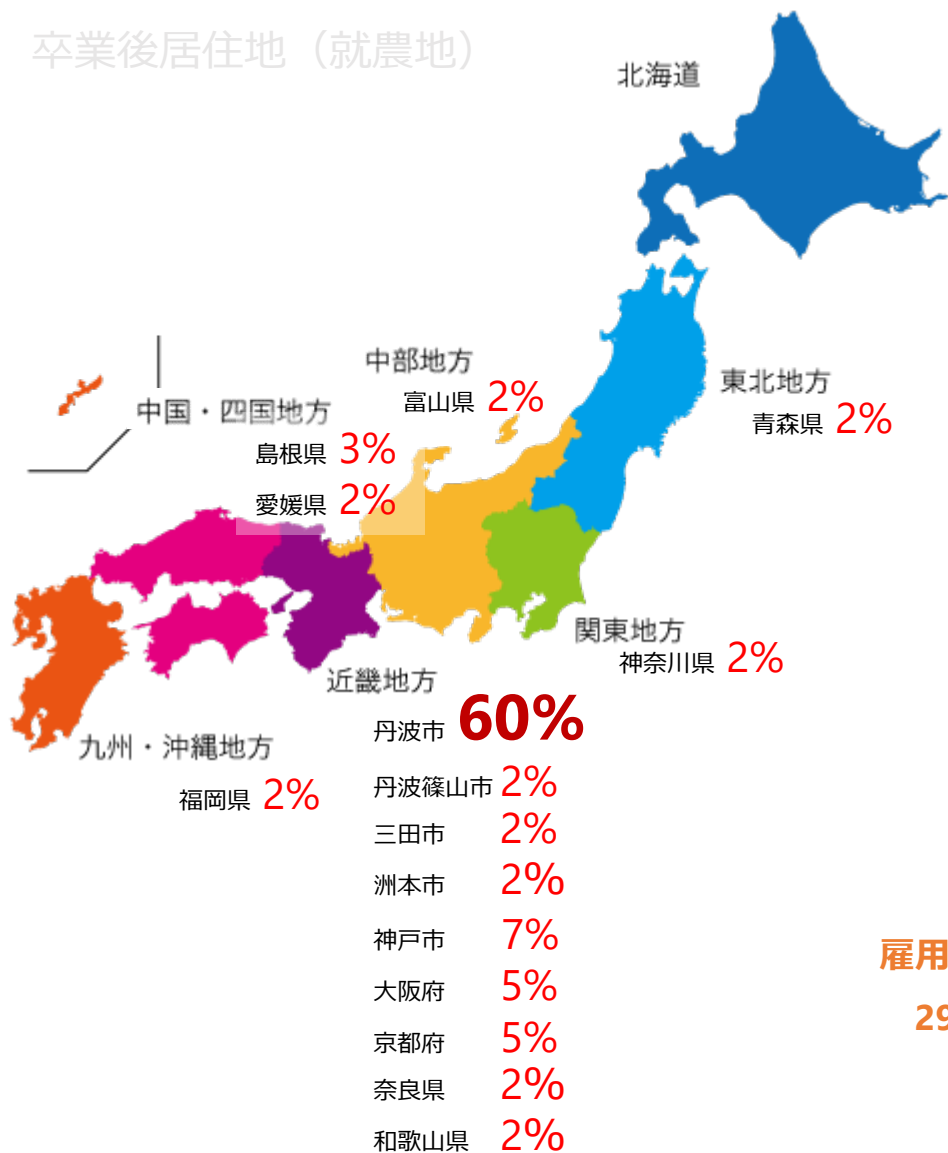 卒業後居住地（就農地）
北海道
中部地方
富山県 2%
東北地方
青森県 2%
中国・四国地方
島根県 3%
愛媛県 2%
関東地方
神奈川県 2%
近畿地方
丹波市 60%
丹波篠山市 2%
三田市 2%
洲本市 2%
神戸市 7%
大阪府 5%
京都府 5%
奈良県 2%
和歌山県 2%
九州・沖縄地方
福岡県 2%
雇用
29